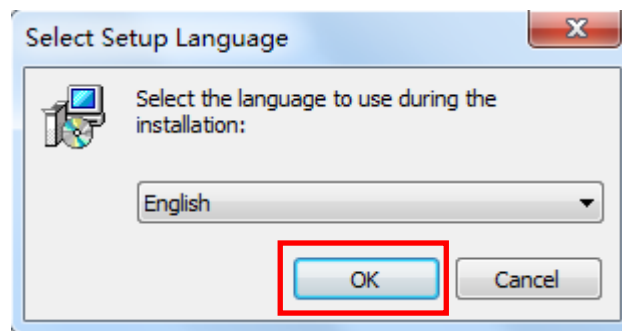 Select Setup Language
Select the language to use during the
installation:
English
OK
Cancel